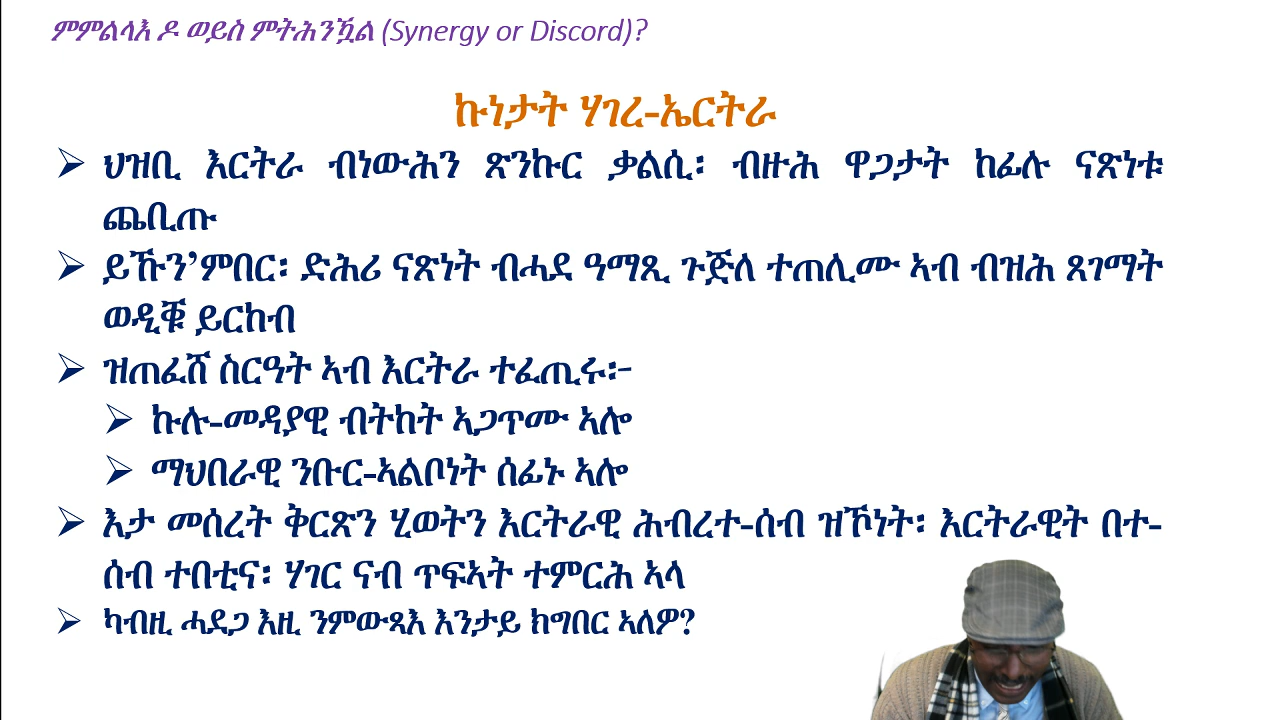 ምምልላእ ዶ ወይስ ምትሕንኳል (Synergy or Discord)?
ኩነታት ሃገረ-ኤርትራ
ህዝቢ እርትራ ብነውሕን ጽንኩር ቃልሲ፡ ብዙሕ ዋጋታት ከፊሉ ናጽነቱ
ጨቢጡ
ይኹን’ምበር፡ ድሕሪ ናጽነት ብሓደ ዓማጺ ጉጅለ ተጠሊሙ ኣብ ብዝሕ ጸገማት
ወዲቑ ይርከብ
ዝጠፈሸ ስርዓት ኣብ እርትራ ተፈጢሩ፦
ኩሉ-መዳያዊ ብትከት ኣጋጥሙ ኣሎ
ማህበራዊ ንቡር-ኣልቦነት ሰፊኑ ኣሎ
እታ መሰረት ቅርጽን ሂወትን እርትራዊ ሕብረተ-ሰብ ዝኾነት፡ እርትራዊት በተ-
ሰብ ተበቲና፡ ሃገር ናብ ጥፍኣት ተምርሕ ኣላ
ካብዚ ሓደጋ እዚ ንምውጻእ እንታይ ክግበር ኣለዎ?